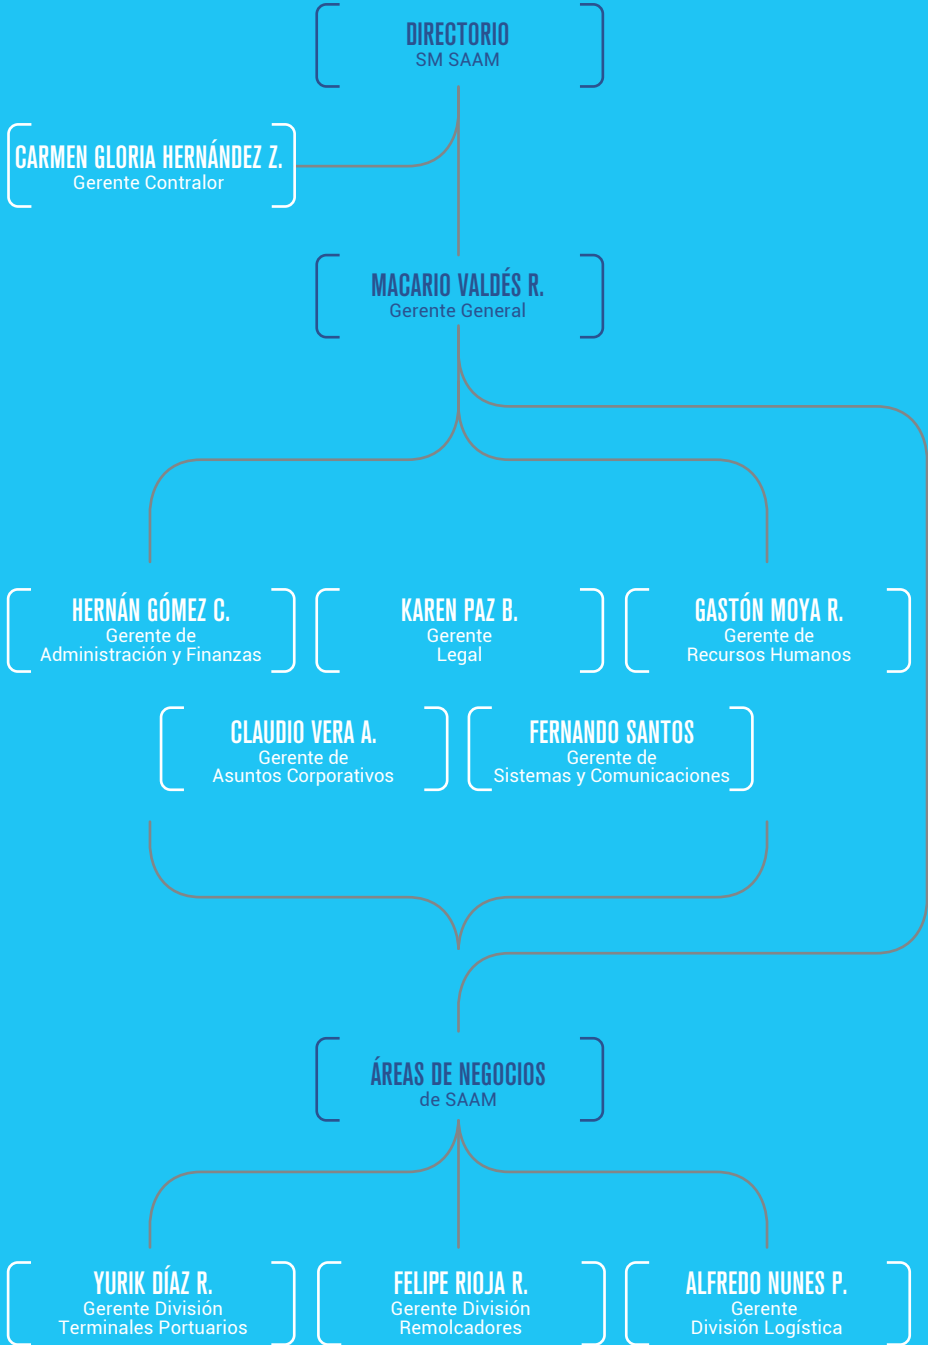 DIRECTORIO
SM SAAM
CARMEN GLORIA HERNÁNDEZ Z.
Gerente Contralor
MACARIO VALDÉS R.
Gerente General
HERNÁN GÓMEZ C.
Gerente de
Administración y Finanzas
KAREN PAZ B.
Gerente
Legal
GASTÓN MOYA R.
Gerente de
Recursos Humanos
CLAUDIO VERA A.
Gerente de
Asuntos Corporativos
FERNANDO SANTOS
Gerente de
Sistemas y Comunicaciones
ÁREAS DE NEGOCIOS
de SAAM
YURIK DÍAZ R.
Gerente División
Terminales Portuarios
FELIPE RIOJA R.
Gerente División
Remolcadores
ALFREDO NUNES P.
Gerente
División Logística